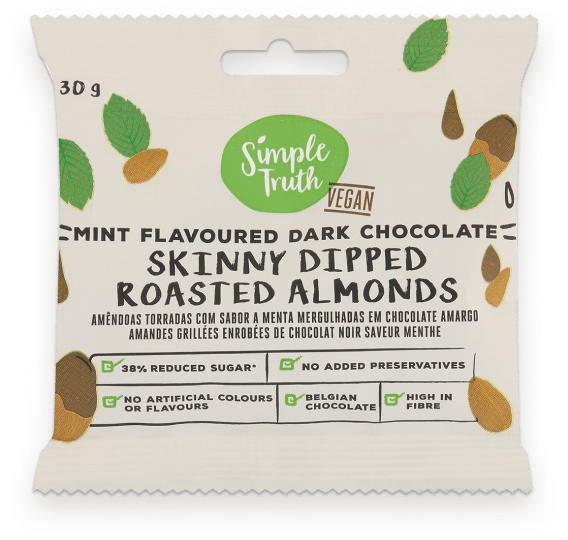 30 g
Simple
Truth
VEGAN
MINT FLAVOURED DARK CHOCOLATE
SKINNY DIPPED
ROASTED ALMONDS
AMÊNDOAS TORRADAS COM SABOR A MENTA MERGULHADAS EM CHOCOLATE AMARGO
AMANDES GRILLÉES ENROBÉES DE CHOCOLAT NOIR SAVEUR MENTHE
38% REDUCED SUGAR* NO ADDED PRESERVATIVES
NO ARTIFICIAL COLOURS BELGIAN HIGH IN
OR FLAVOURS CHOCOLATE FIBRE